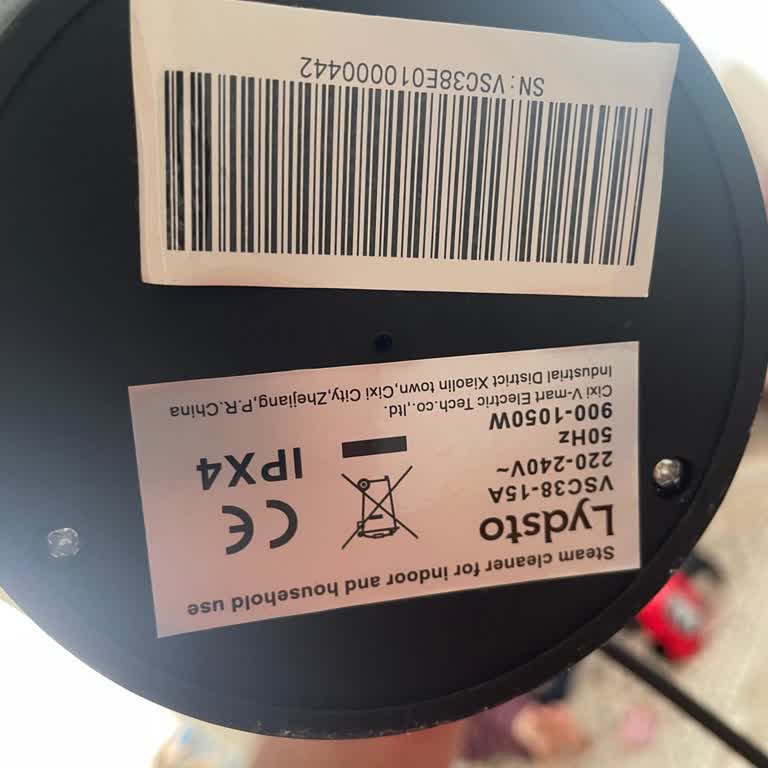 Steam cleaner for indoor and household use
Lydsto
VSC38-15A
220-240V~
50Hz
900-1050W
Cixi V-mart Electric Tech.co.,ltd.
Industrial District Xiaolin town,Cixi City,Zhejiang,P.R.China
CE
IPX4
SN:VSC38E010000442